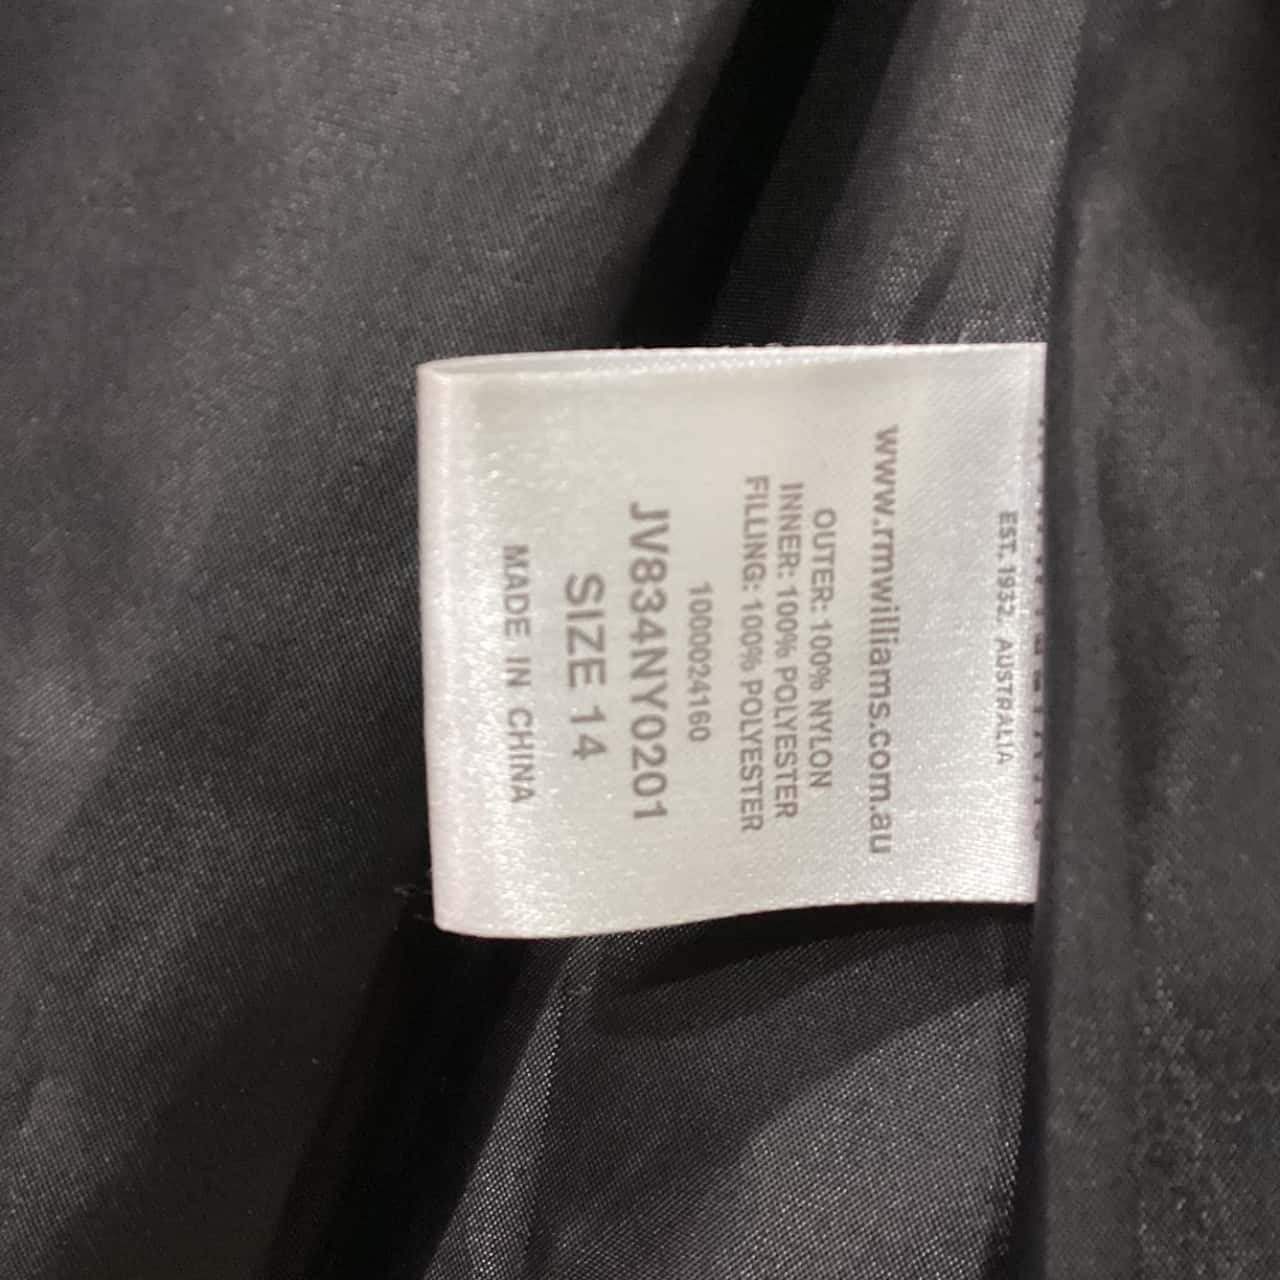 EST. 1932. AUSTRALIA
www.rmwilliams.com.au
OUTER: 100% NYLON
INNER: 100% POLYESTER
FILLING: 100% POLYESTER
1000024160
JV834NY0201
SIZE 14
MADE IN CHINA